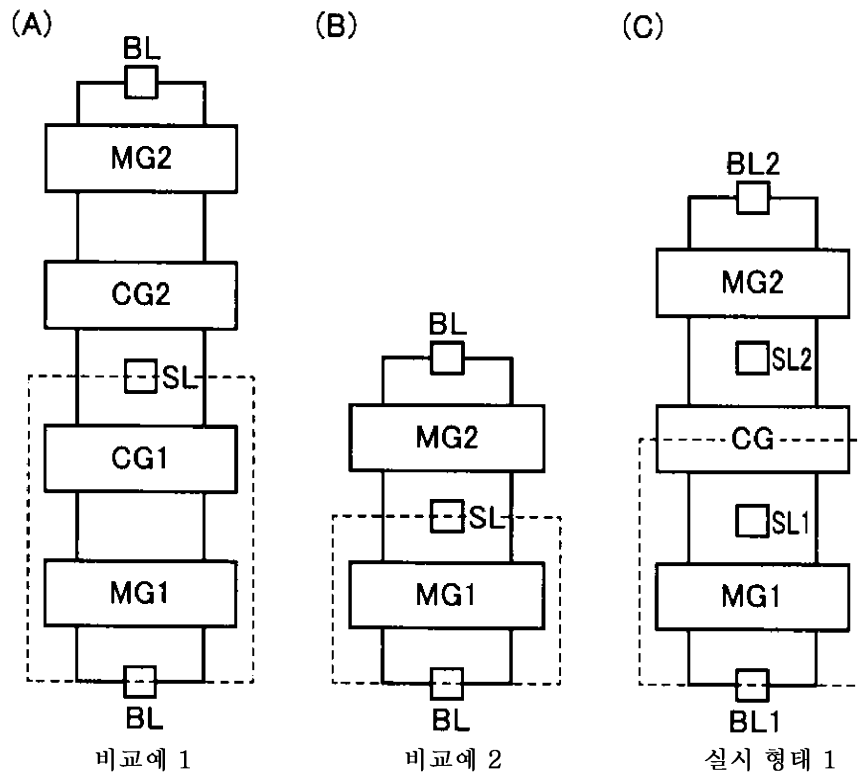 (A)
BL
MG2
CG2
SL
CG1
MG1
BL
비교예 1
(B)
BL
MG2
SL
MG1
BL
비교예 2
(C)
BL2
MG2
SL2
CG
SL1
MG1
BL1
실시 형태 1